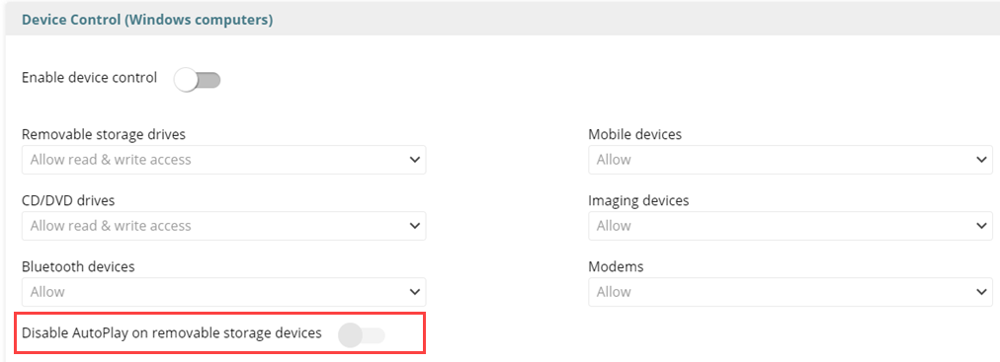 Device Control (Windows computers)
Enable device control
Removable storage drives
Allow read & write access
Mobile devices
Allow
CD/DVD drives
Allow read & write access
Imaging devices
Allow
Bluetooth devices
Allow
Modems
Allow
Disable AutoPlay on removable storage devices